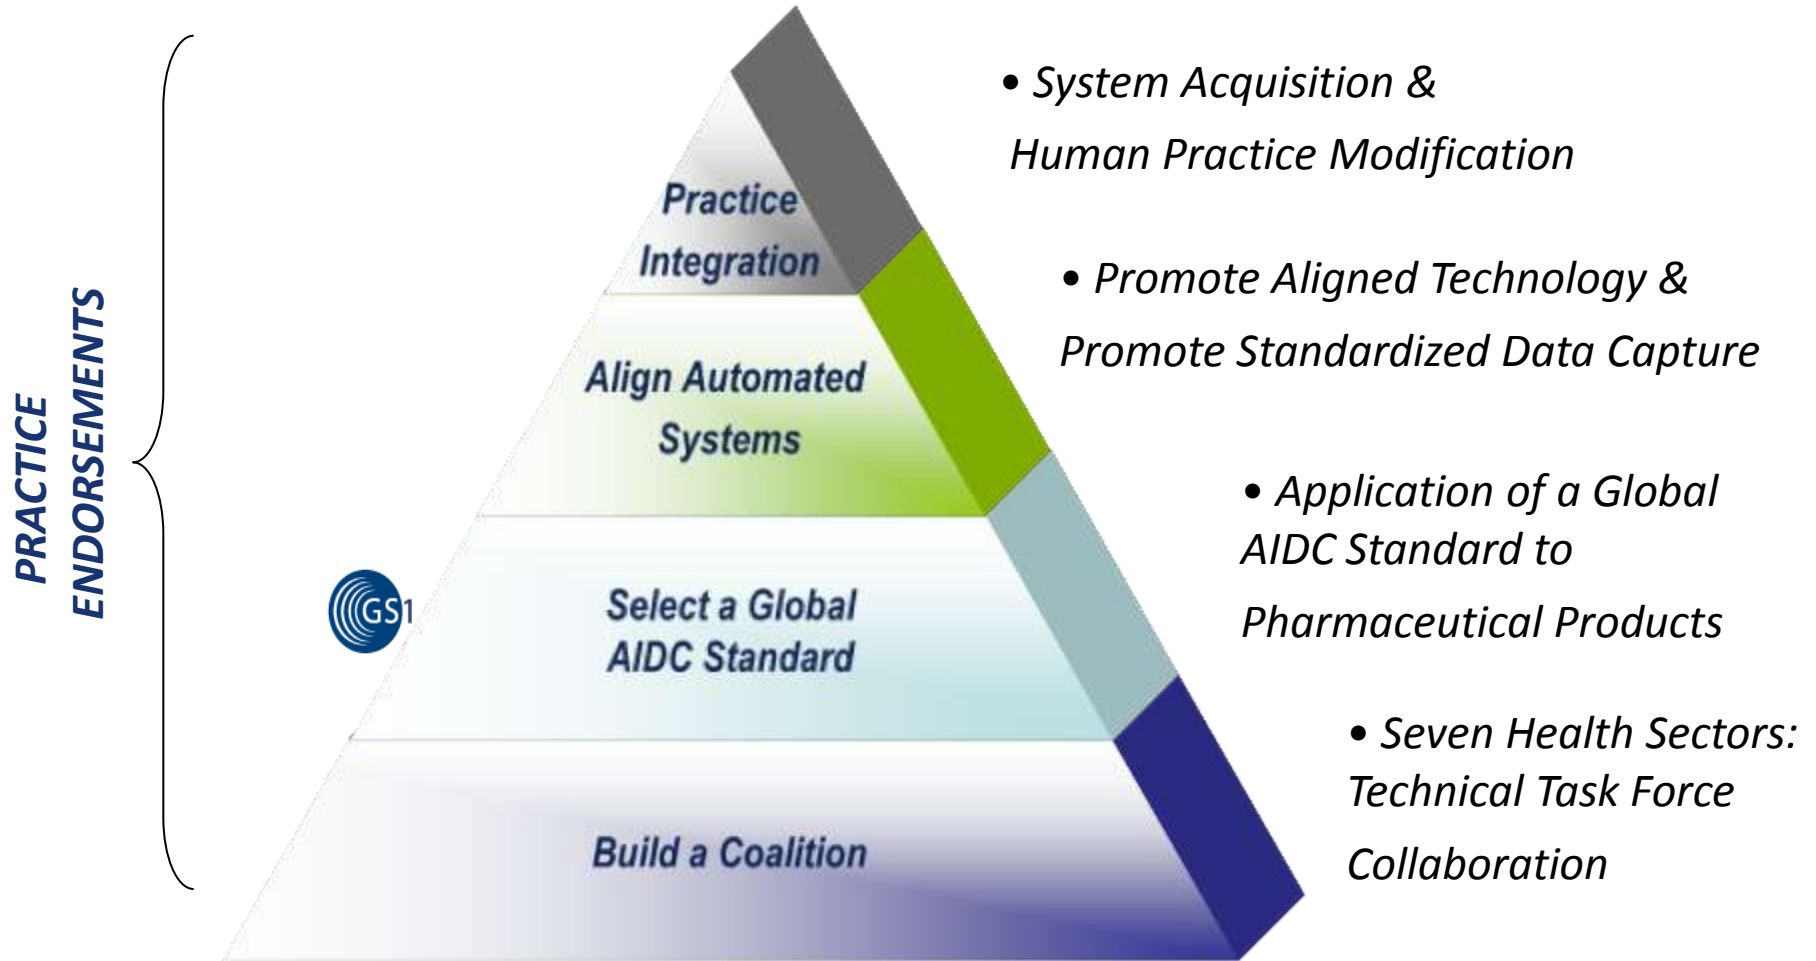 PRACTICE
ENDORSEMENTS
Practice
Integration
• System Acquisition &
Human Practice Modification
Align Automated
Systems
• Promote Aligned Technology &
Promote Standardized Data Capture
GS1
Select a Global
AIDC Standard
• Application of a Global
AIDC Standard to
Pharmaceutical Products
Build a Coalition
• Seven Health Sectors:
Technical Task Force
Collaboration